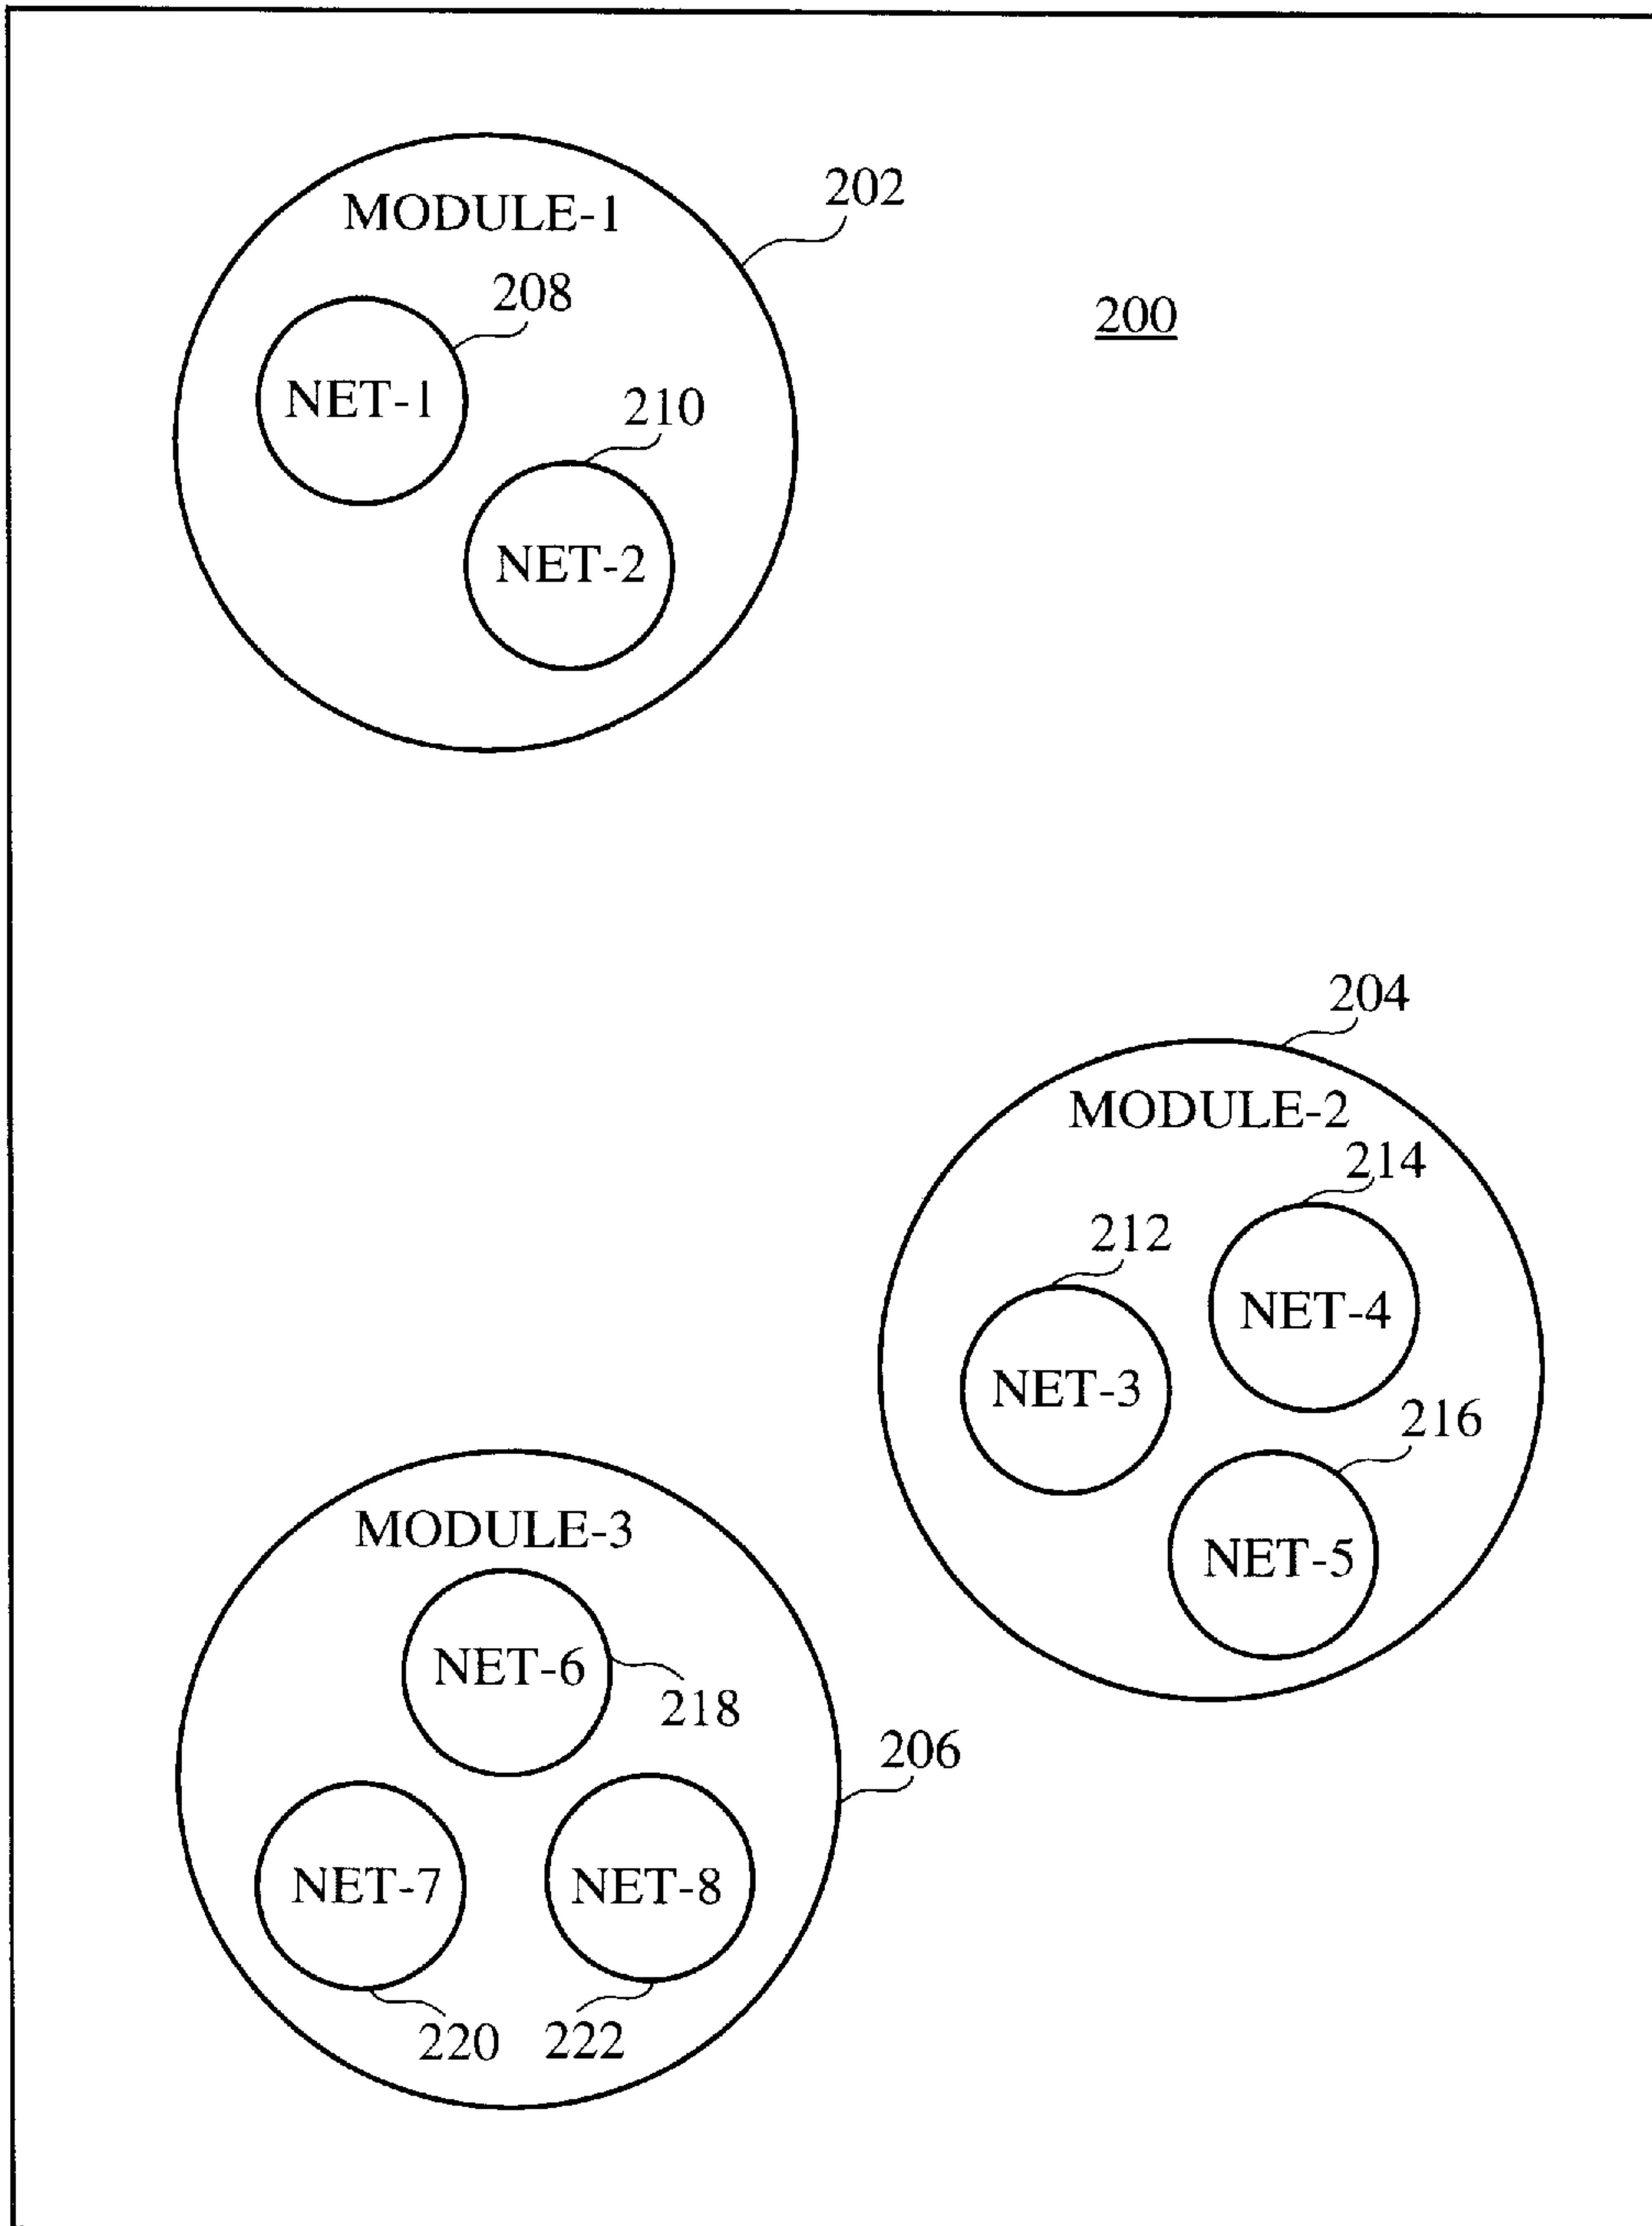 202
MODULE-1
208
200
NET-1
210
NET-2
204
MODULE-2
214
212
NET-4
NET-3
216
MODULE-3
NET-5
NET-6
218
206
NET-7
NET-8
220
222